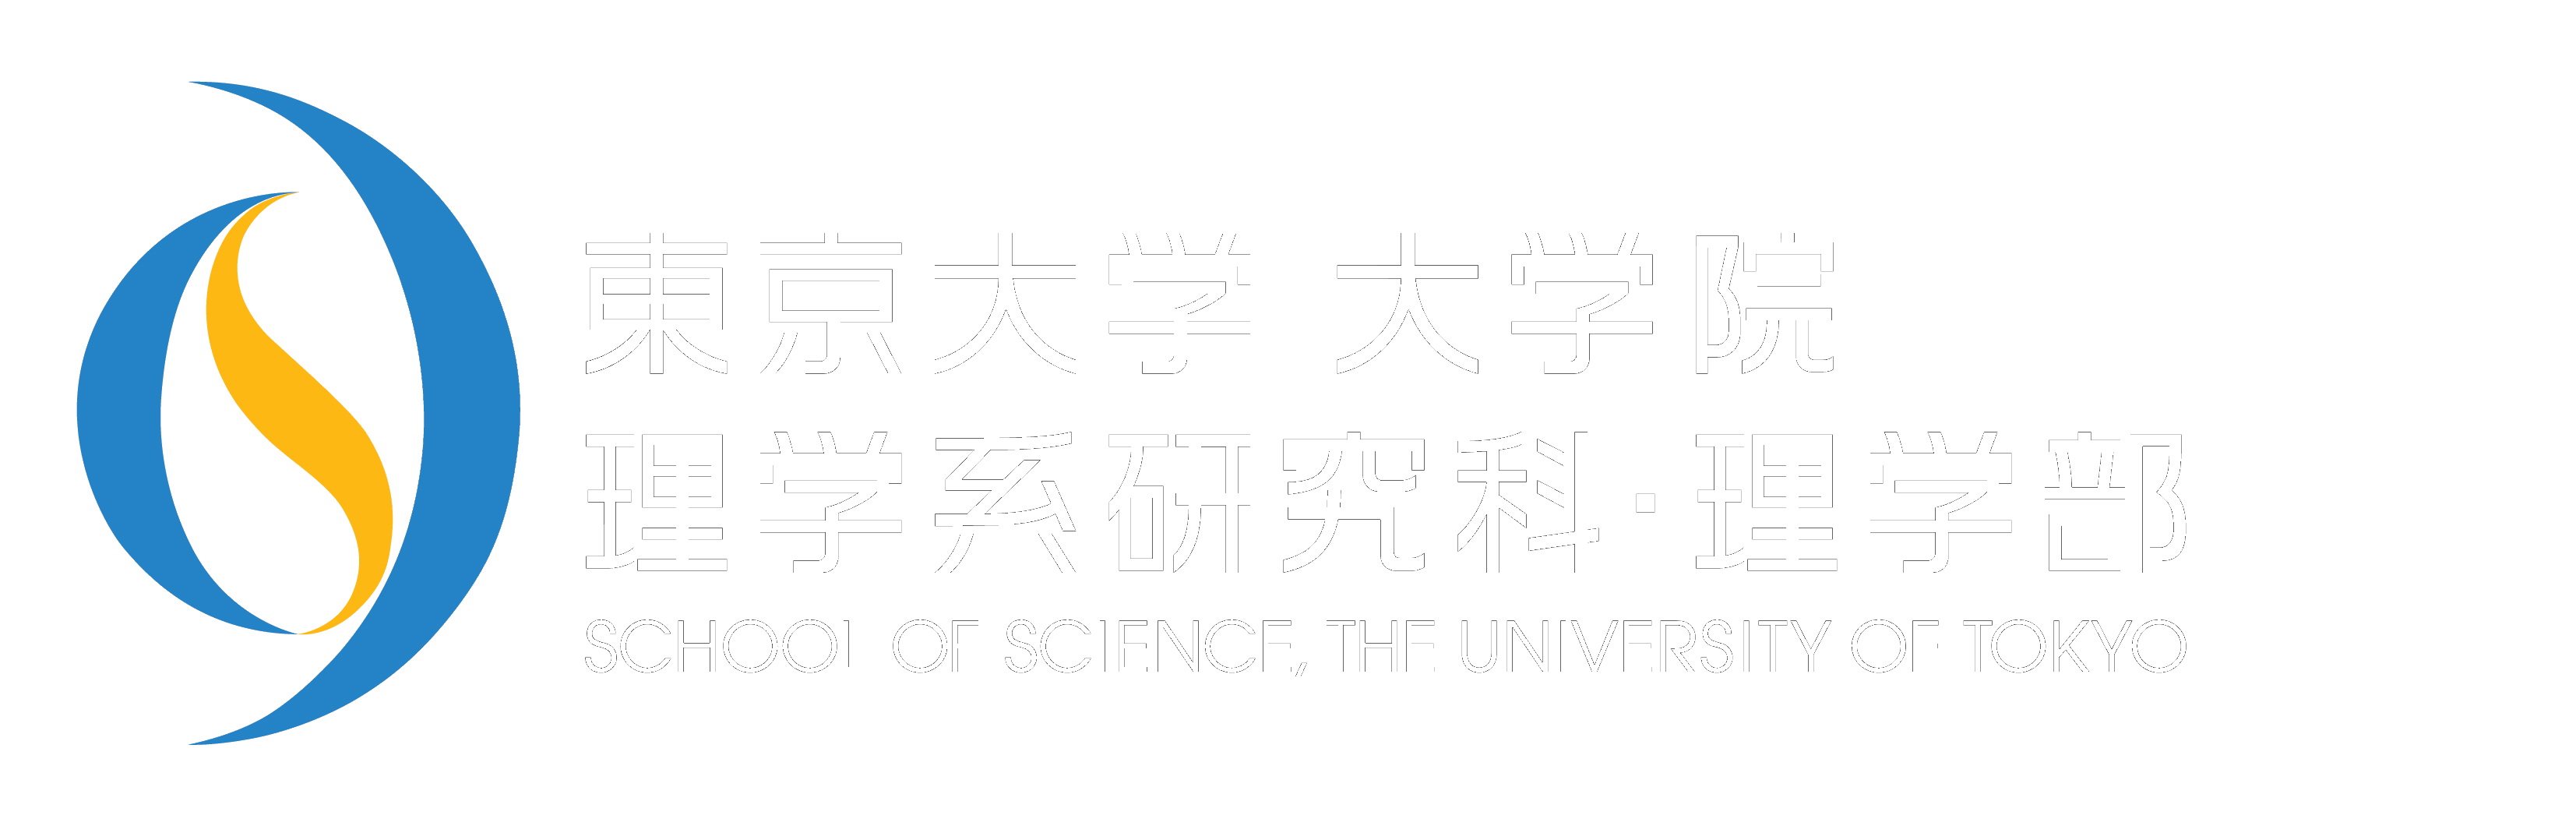 東京大学 大学院
理学系研究科・理学部
SCHOOL OF SCIENCE, THE UNIVERSITY OF TOKYO